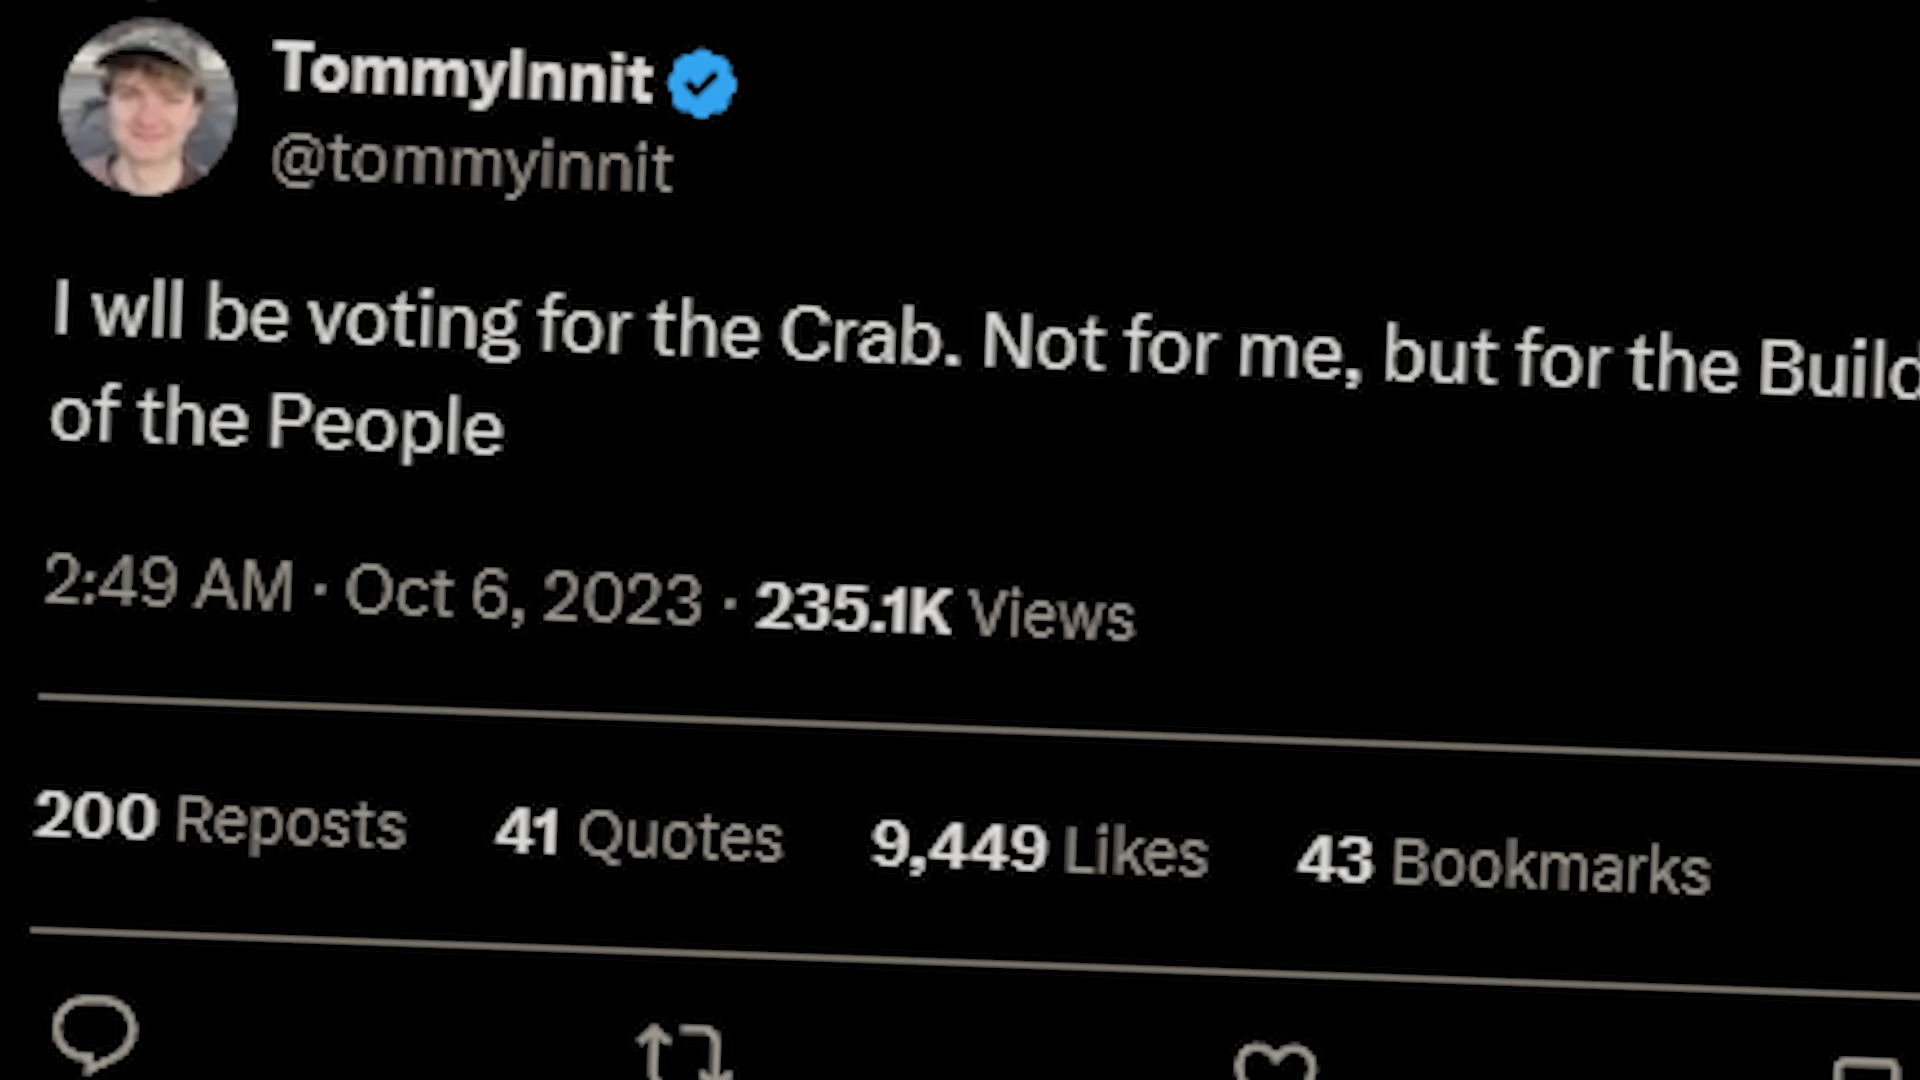 TommyInnit
@tommyinnit
I wll be voting for the Crab. Not for me, but for the Build
of the People
2:49 AM · Oct 6, 2023 · 235.1K Views
200 Reposts 41 Quotes 9,449 Likes 43 Bookmarks